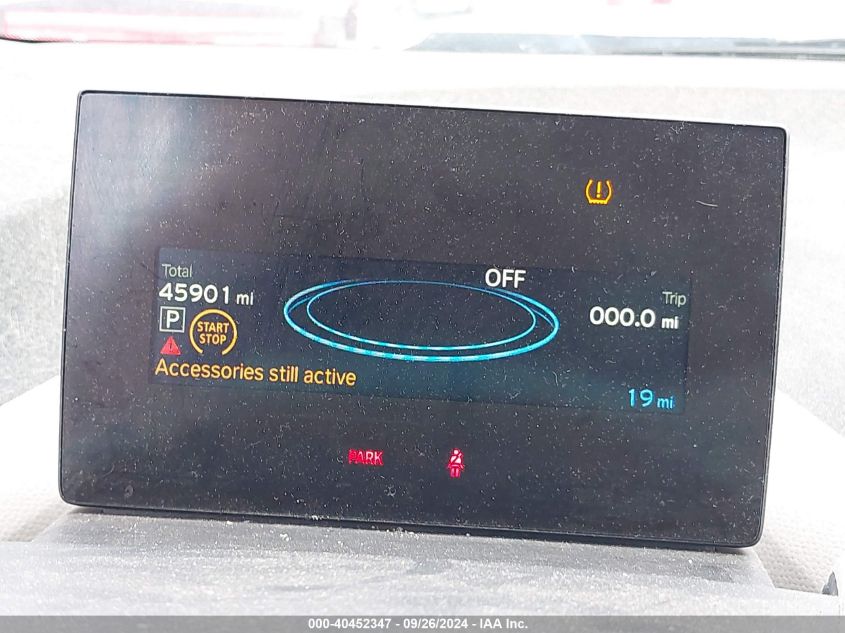 OFF
Total
45901 mi
Trip
000.0 mi
P
START
STOP
Accessories still active
19 mi
PARK
000-40452347 - 09/26/2024 - IAA Inc.